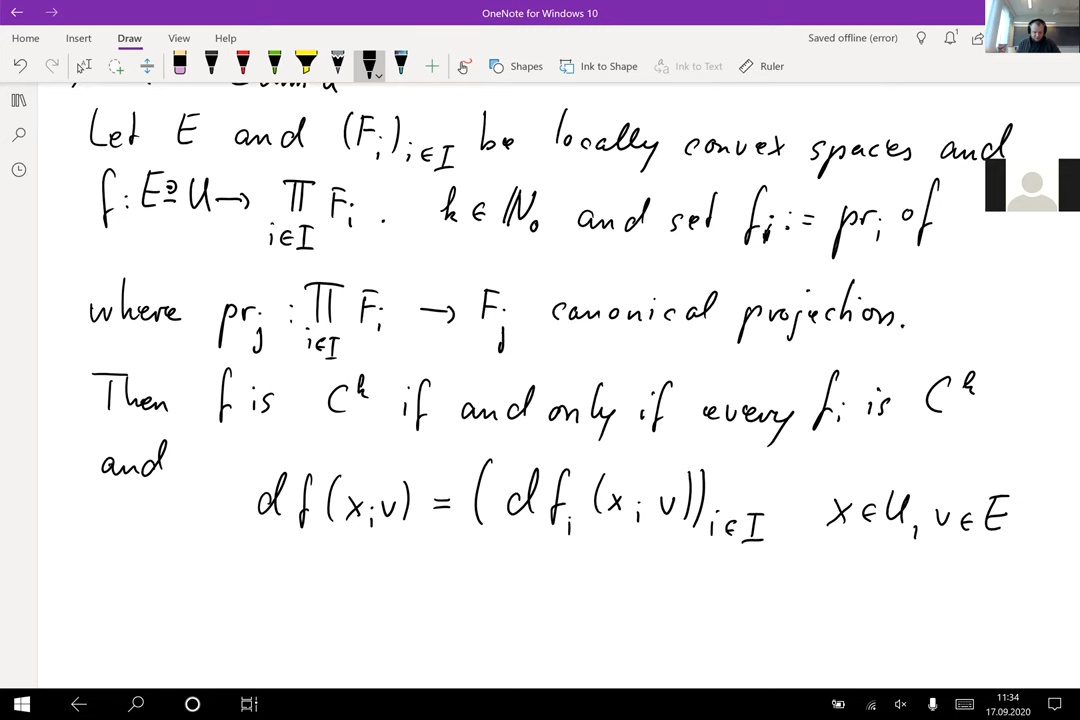 OneNote for Windows 10
Home Insert Draw View Help Saved offline (error)
Shapes Ink to Shape Ink to Text Ruler
Let E and (F_i)_{i∈I} be locally convex spaces and
f : E ⊇ U → ∏_{i∈I} F_i . k ∈ ℕ_0 and set f_i := pr_i ∘ f
where pr_j : ∏_{i∈I} F_i → F_j canonical projection.
Then f is C^k if and only if every f_i is C^k
and
df(x;v) = (df_i(x;v))_{i∈I} x∈U, v∈E
11:34
17.09.2020